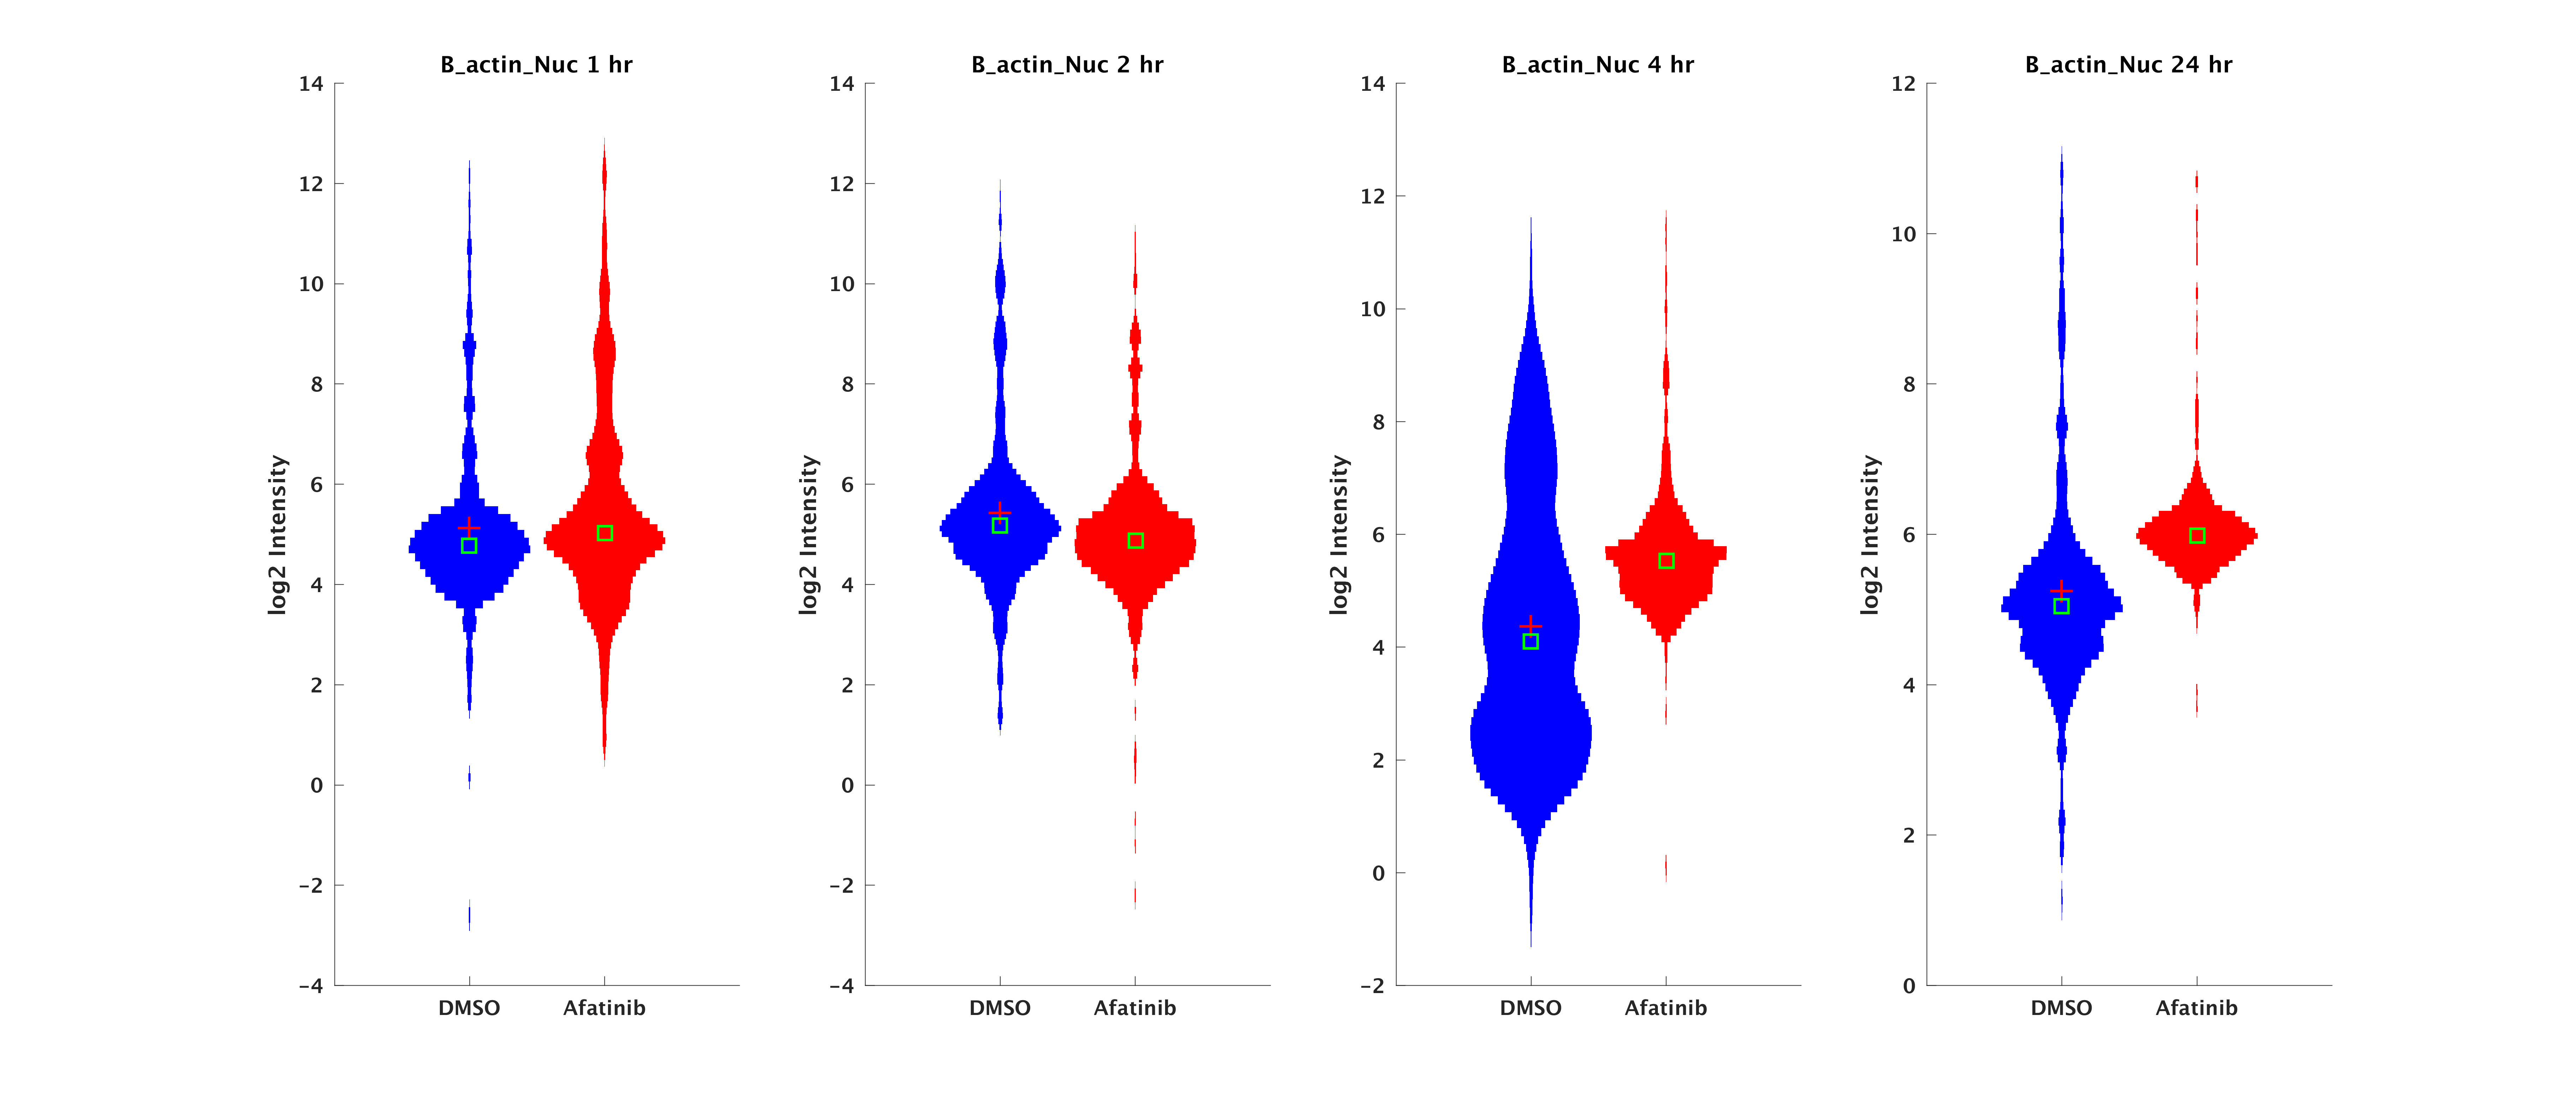 B_actin_Nuc 1 hr
14
12
10
8
6
4
2
0
-2
-4
log2 Intensity
DMSO
Afatinib
B_actin_Nuc 2 hr
14
12
10
8
6
4
2
0
-2
-4
log2 Intensity
DMSO
Afatinib
B_actin_Nuc 4 hr
14
12
10
8
6
4
2
0
-2
log2 Intensity
DMSO
Afatinib
B_actin_Nuc 24 hr
12
10
8
6
4
2
0
log2 Intensity
DMSO
Afatinib